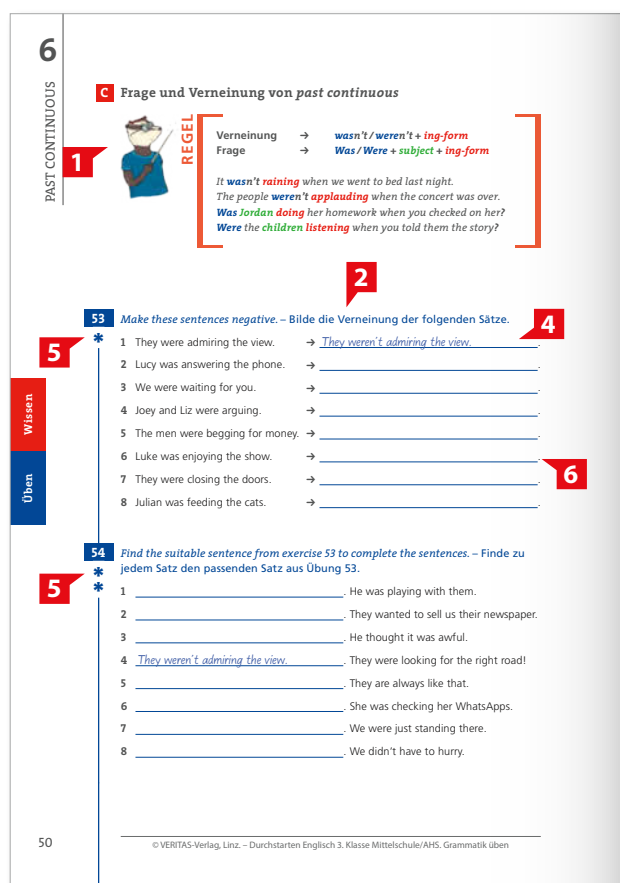 6
PAST CONTINUOUS
C Frage und Verneinung von past continuous
1
REGEL
Verneinung → wasn't / weren't + ing-form
Frage → Was / Were + subject + ing-form
It wasn't raining when we went to bed last night.
The people weren't applauding when the concert was over.
Was Jordan doing her homework when you checked on her?
Were the children listening when you told them the story?
2
53 Make these sentences negative. – Bilde die Verneinung der folgenden Sätze.
*
5
4
1 They were admiring the view. → They weren't admiring the view.
2 Lucy was answering the phone. → .
3 We were waiting for you. → .
4 Joey and Liz were arguing. → .
5 The men were begging for money. → .
6 Luke was enjoying the show. → .
6
7 They were closing the doors. → .
8 Julian was feeding the cats. → .
Wissen
Üben
54 Find the suitable sentence from exercise 53 to complete the sentences. – Finde zu
jedem Satz den passenden Satz aus Übung 53.
*
*
5
1 . He was playing with them.
2 . They wanted to sell us their newspaper.
3 . He thought it was awful.
4 They weren't admiring the view. . They were looking for the right road!
5 . They are always like that.
6 . She was checking her WhatsApps.
7 . We were just standing there.
8 . We didn't have to hurry.
50
© VERITAS-Verlag, Linz. – Durchstarten Englisch 3. Klasse Mittelschule/AHS. Grammatik üben